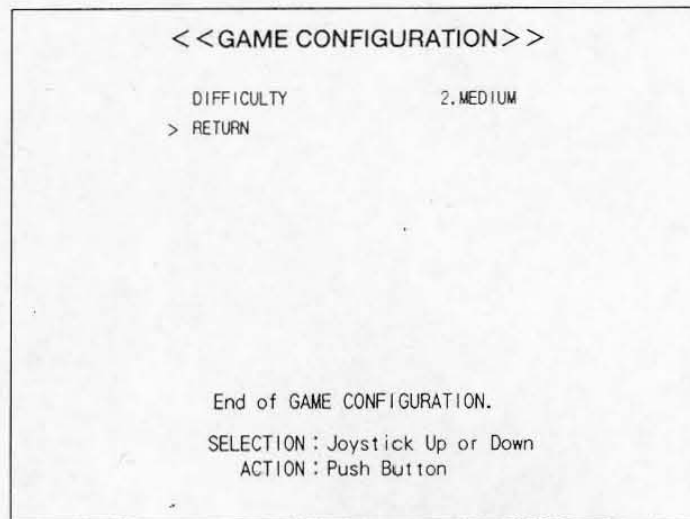 <<GAME CONFIGURATION>>
DIFFICULTY 2.MEDIUM
> RETURN
End of GAME CONFIGURATION.
SELECTION : Joystick Up or Down
ACTION : Push Button